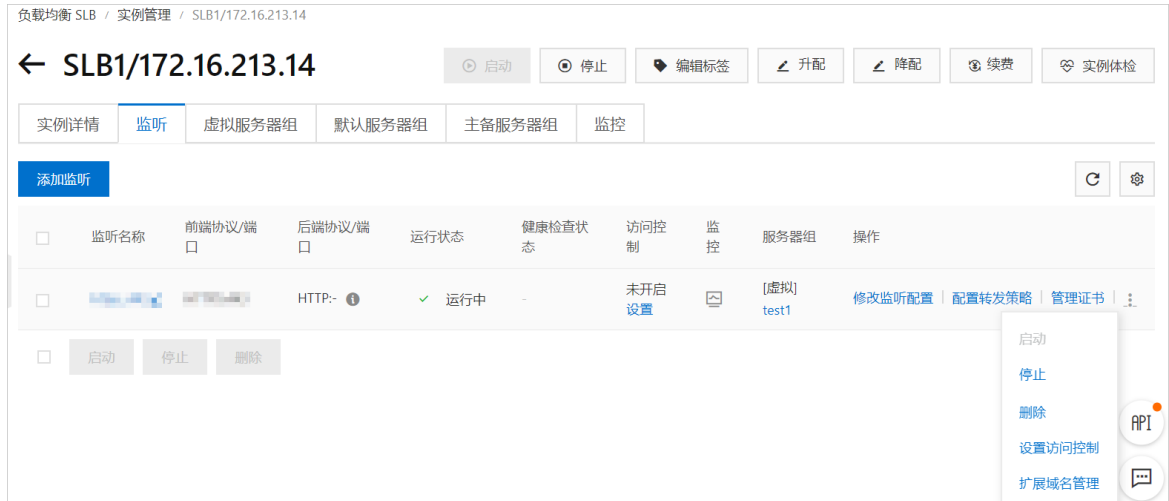 负载均衡 SLB / 实例管理 / SLB1/172.16.213.14
← SLB1/172.16.213.14
启动 停止 编辑标签 升配 降配 续费 实例体检
实例详情 监听 虚拟服务器组 默认服务器组 主备服务器组 监控
添加监听
监听名称 前端协议/端口 后端协议/端口 运行状态 健康检查状态 访问控制 监控 服务器组 操作
HTTP:- 运行中 - 未开启 [虚拟] 修改监听配置 配置转发策略 管理证书
设置 test1
启动 停止 删除
启动
停止
删除
设置访问控制
扩展域名管理
API